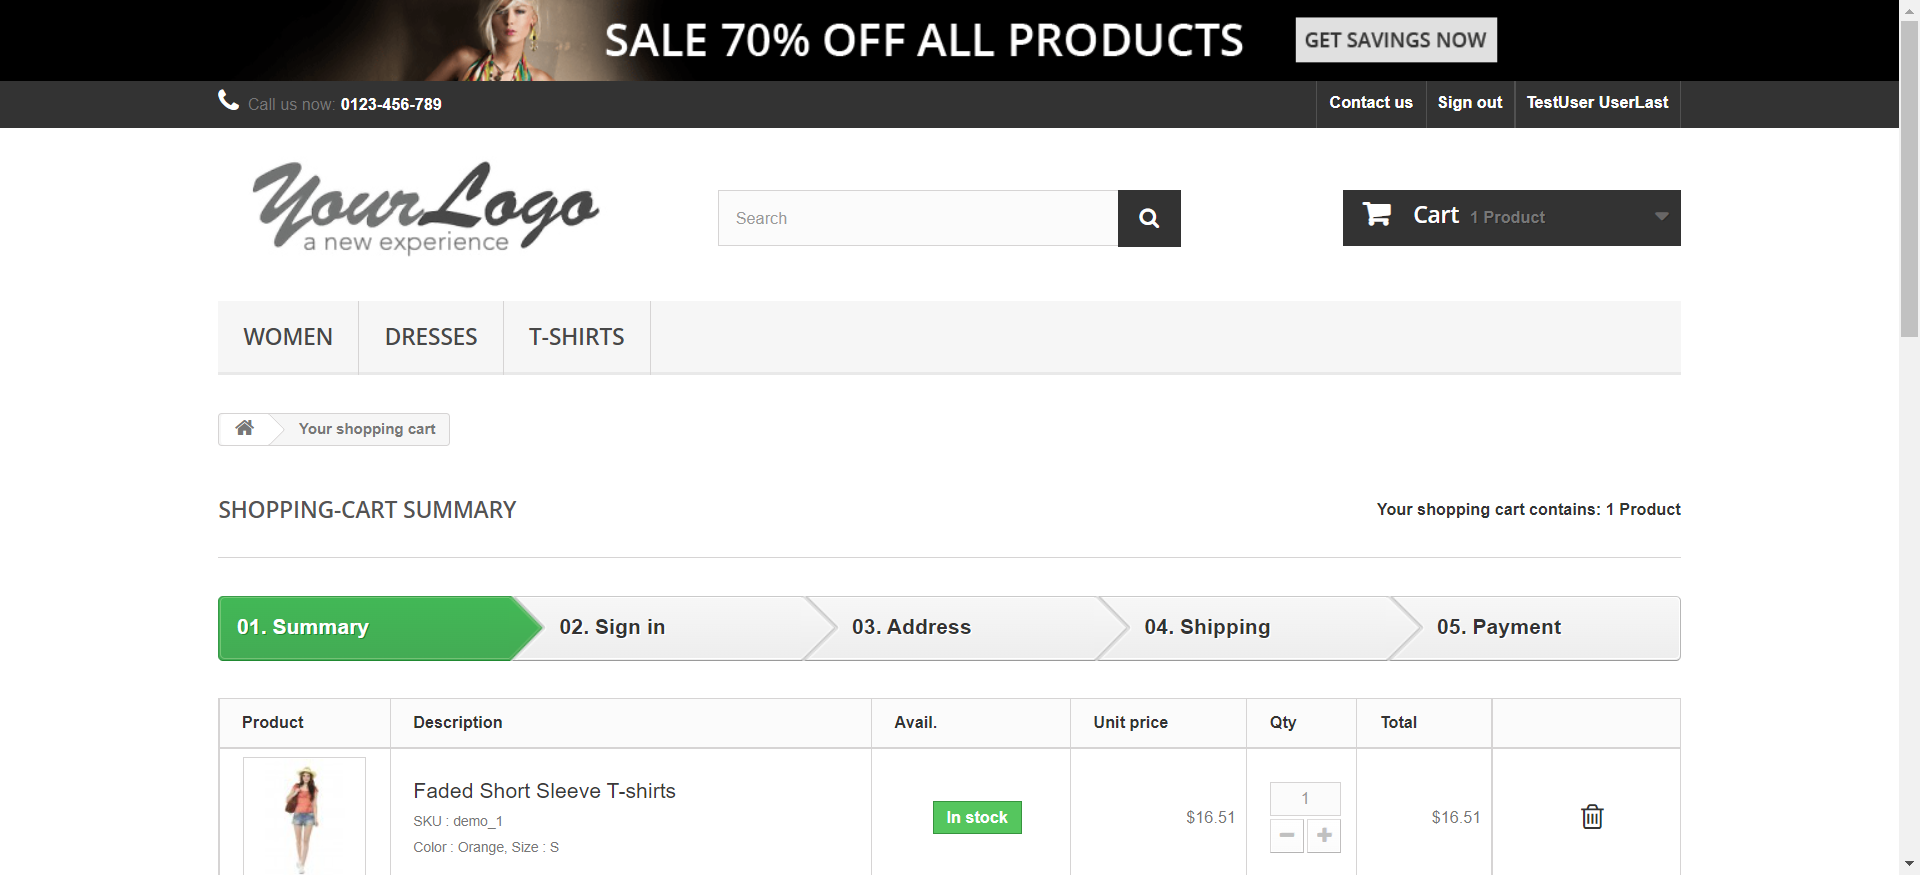 SALE 70% OFF ALL PRODUCTS GET SAVINGS NOW
Call us now: 0123-456-789 Contact us Sign out TestUser UserLast
YourLogo
a new experience
Search
Cart 1 Product
WOMEN DRESSES T-SHIRTS
Your shopping cart
SHOPPING-CART SUMMARY Your shopping cart contains: 1 Product
01. Summary 02. Sign in 03. Address 04. Shipping 05. Payment
Product Description Avail. Unit price Qty Total
Faded Short Sleeve T-shirts
SKU : demo_1
Color : Orange, Size : S
In stock $16.51 1 $16.51